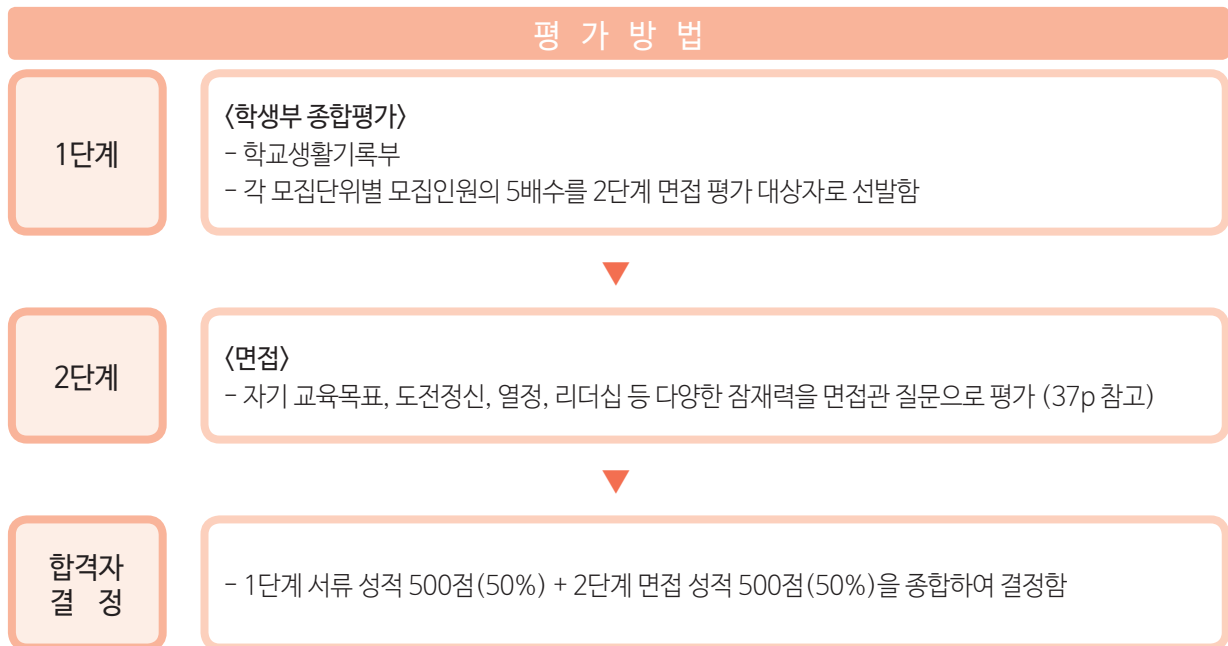 평 가 방 법
1단계
〈학생부 종합평가〉
- 학교생활기록부
- 각 모집단위별 모집인원의 5배수를 2단계 면접 평가 대상자로 선발함
2단계
〈면접〉
- 자기 교육목표, 도전정신, 열정, 리더십 등 다양한 잠재력을 면접관 질문으로 평가 (37p 참고)
합격자
결 정
- 1단계 서류 성적 500점(50%) + 2단계 면접 성적 500점(50%)을 종합하여 결정함